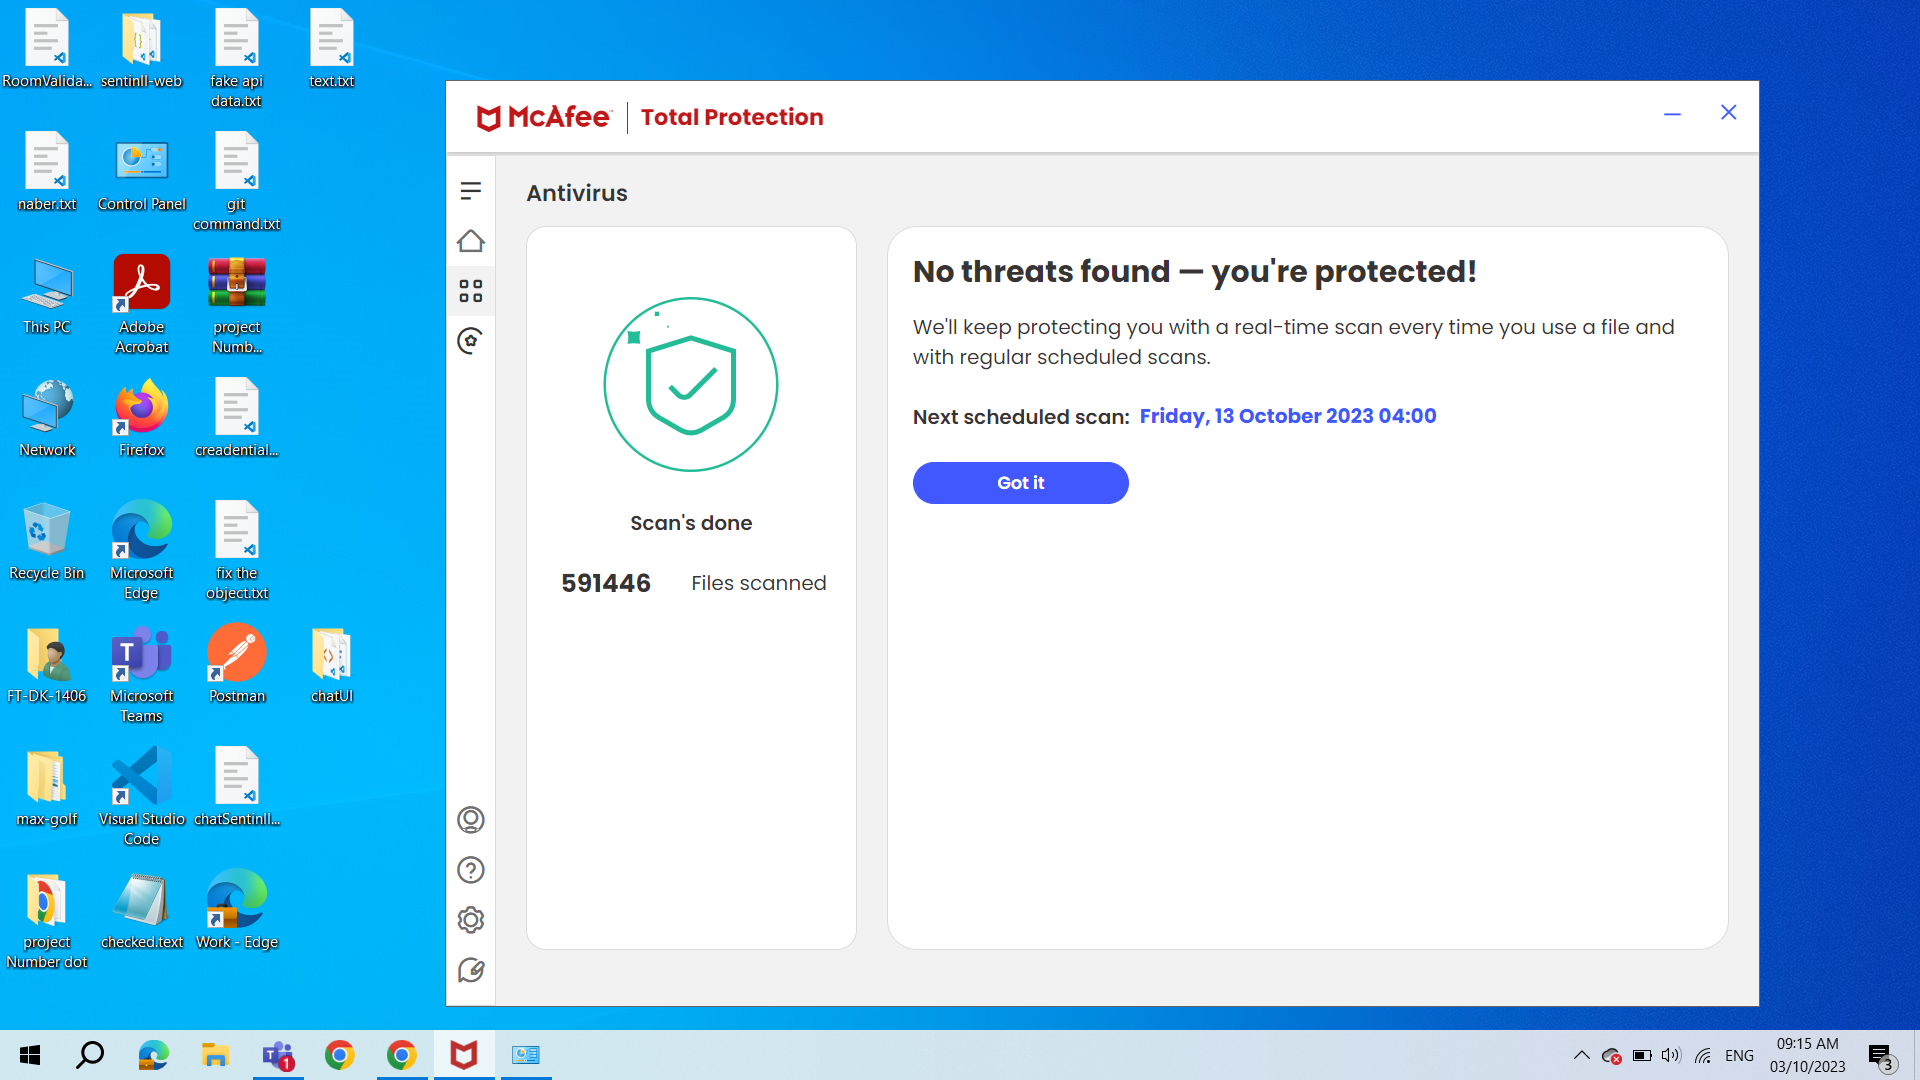 RoomValida...
sentinll-web
fake api
data.txt
text.txt
naber.txt
Control Panel
git
command.txt
This PC
Adobe
Acrobat
project
Numb...
Network
Firefox
creadential...
Recycle Bin
Microsoft
Edge
fix the
object.txt
FT-DK-1406
Microsoft
Teams
Postman
chatUI
max-golf
Visual Studio
Code
chatSentinll...
project
Number dot
checked.text
Work - Edge
McAfee™ Total Protection
Antivirus
Scan's done
591446 Files scanned
No threats found — you're protected!
We'll keep protecting you with a real-time scan every time you use a file and
with regular scheduled scans.
Next scheduled scan: Friday, 13 October 2023 04:00
Got it
1
ENG
09:15 AM
03/10/2023
3